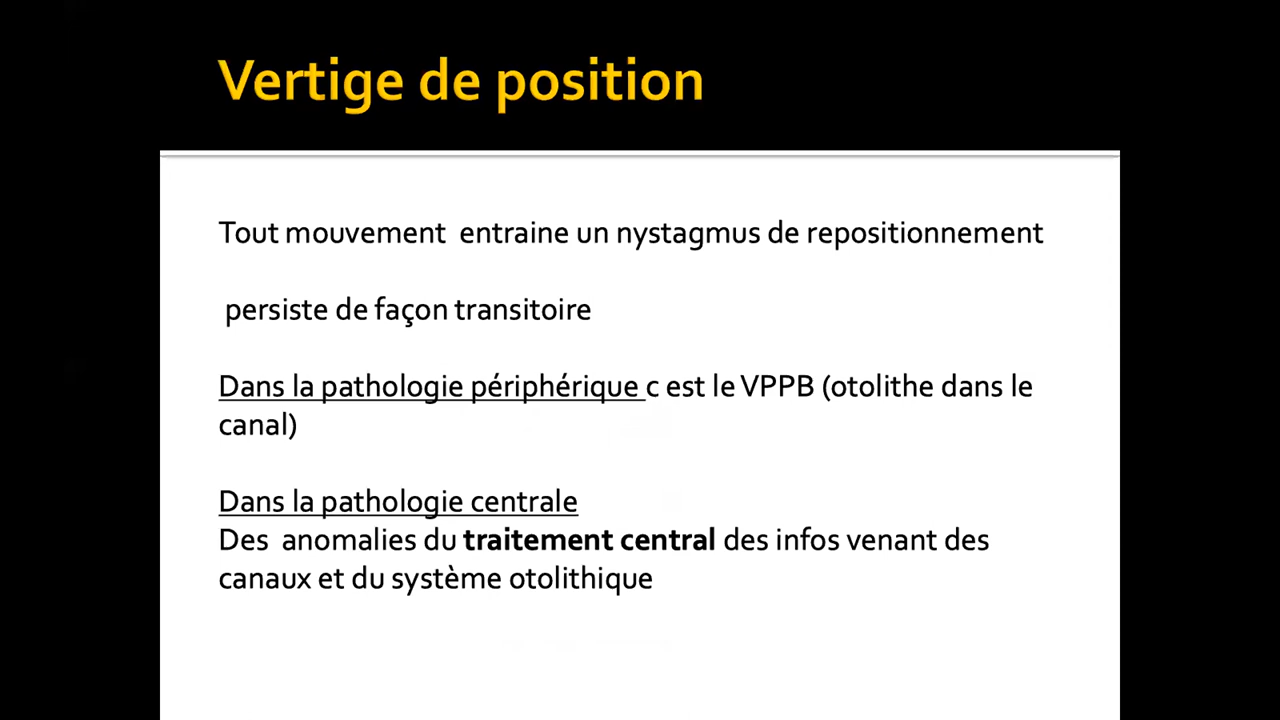 Vertige de position
Tout mouvement  entraine un nystagmus de repositionnement
persiste de façon transitoire
Dans la pathologie périphérique c est le VPPB (otolithe dans le
canal)
Dans la pathologie centrale
Des  anomalies du traitement central des infos venant des
canaux et du système otolithique